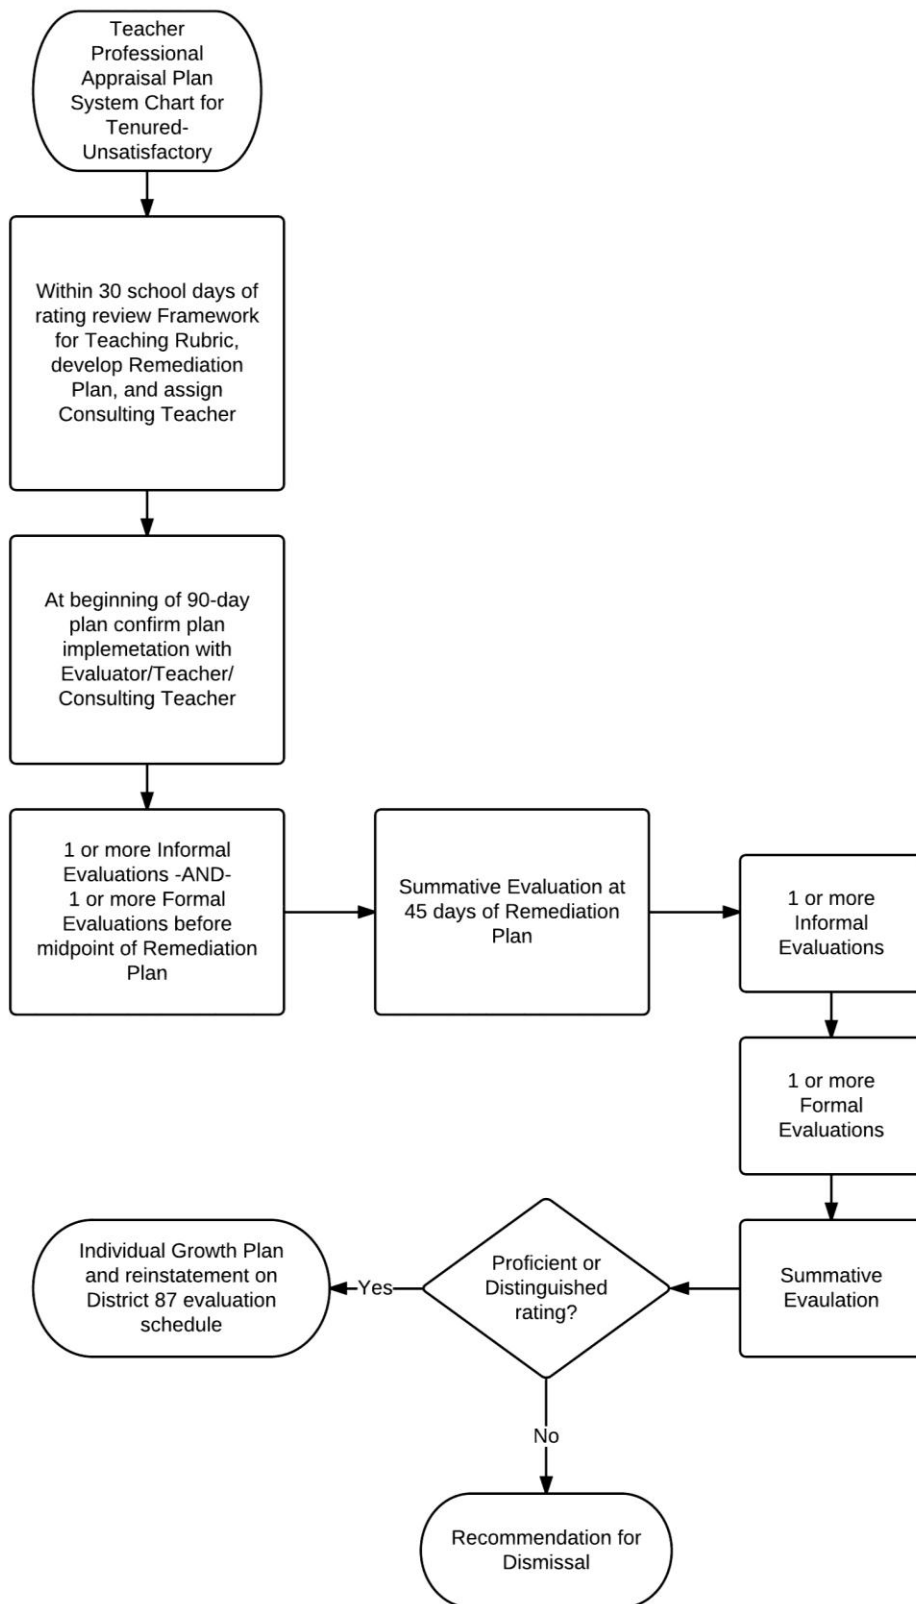 Teacher
Professional
Appraisal Plan
System Chart for
Tenured-
Unsatisfactory
Within 30 school days of
rating review Framework
for Teaching Rubric,
develop Remediation
Plan, and assign
Consulting Teacher
At beginning of 90-day
plan confirm plan
implemetation with
Evaluator/Teacher/
Consulting Teacher
1 or more Informal
Evaluations -AND-
1 or more Formal
Evaluations before
midpoint of Remediation
Plan
Summative Evaluation at
45 days of Remediation
Plan
1 or more
Informal
Evaluations
1 or more
Formal
Evaluations
Summative
Evaulation
Proficient or
Distinguished
rating?
Yes
Individual Growth Plan
and reinstatement on
District 87 evaluation
schedule
No
Recommendation for
Dismissal